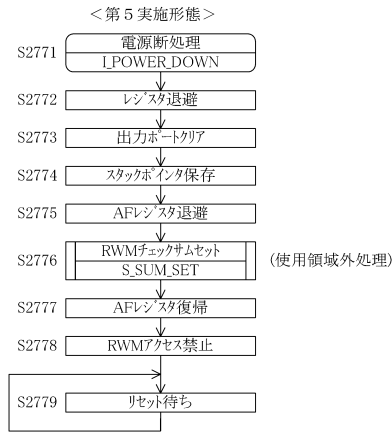 ＜第５実施形態＞
S2771
電源断処理
I_POWER_DOWN
S2772
レジスタ退避
S2773
出力ポートクリア
S2774
スタックポインタ保存
S2775
AFレジスタ退避
S2776
RWMチェックサムセット
S_SUM_SET
(使用領域外処理)
S2777
AFレジスタ復帰
S2778
RWMアクセス禁止
S2779
リセット待ち